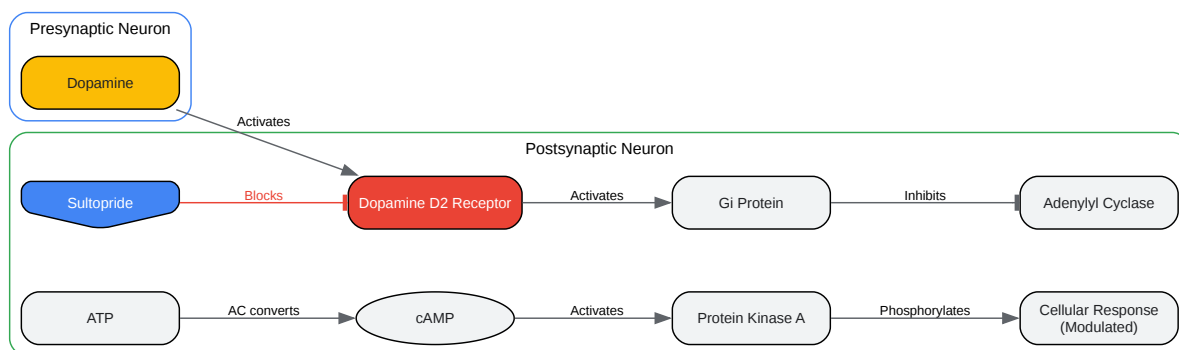 Presynaptic Neuron
Dopamine
Activates
Postsynaptic Neuron
Sultopride
Blocks
Dopamine D2 Receptor
Activates
Gi Protein
Inhibits
Adenylyl Cyclase
ATP
AC converts
cAMP
Activates
Protein Kinase A
Phosphorylates
Cellular Response
(Modulated)